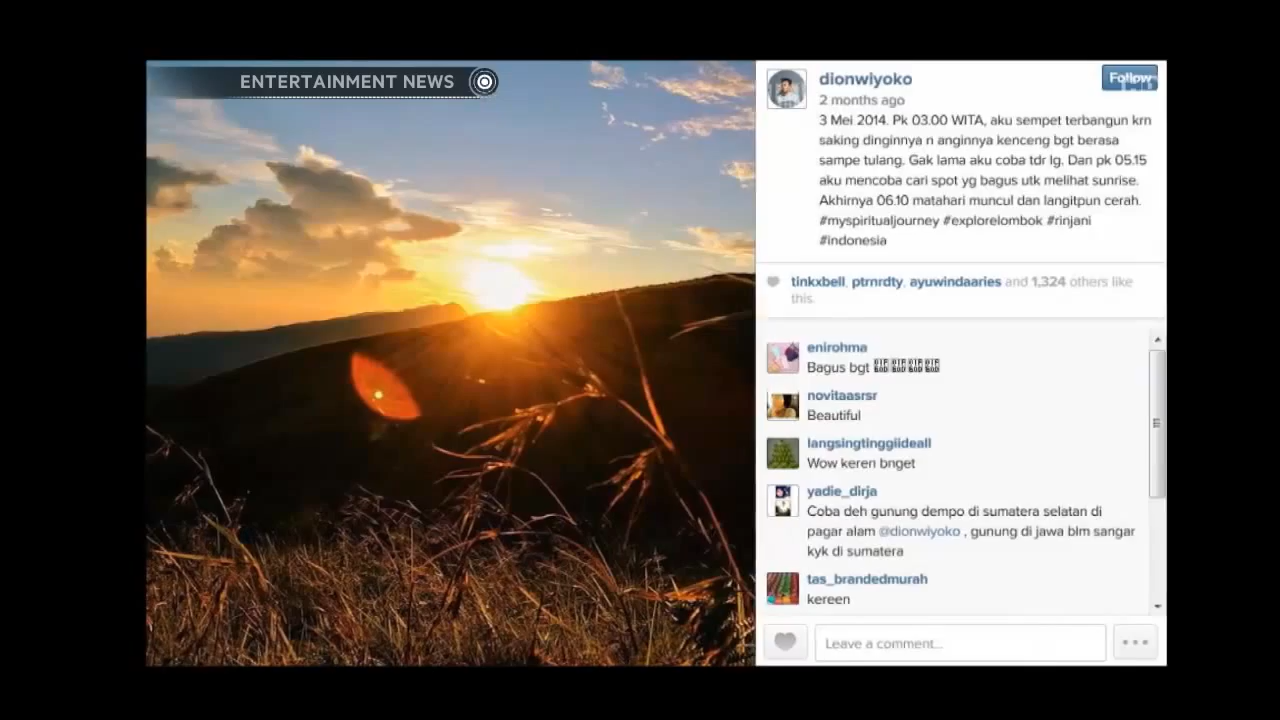 ENTERTAINMENT NEWS
dionwiyoko
Follow
2 months ago
3 Mei 2014. Pk 03.00 WITA, aku sempet terbangun krn
saking dinginnya n anginnya kenceng bgt berasa
sampe tulang. Gak lama aku coba tdr lg. Dan pk 05.15
aku mencoba cari spot yg bagus utk melihat sunrise.
Akhirnya 06.10 matahari muncul dan langitpun cerah.
#myspiritualjourney #explorelombok #rinjani
#indonesia
tinkxbell, ptrnrdty, ayuwindaaries and 1,324 others like
this.
enirohma
Bagus bgt
novitaasrsr
Beautiful
langsingtinggiideall
Wow keren bnget
yadie_dirja
Coba deh gunung dempo di sumatera selatan di
pagar alam @dionwiyoko , gunung di jawa blm sangar
kyk di sumatera
tas_brandedmurah
kereen
Leave a comment...